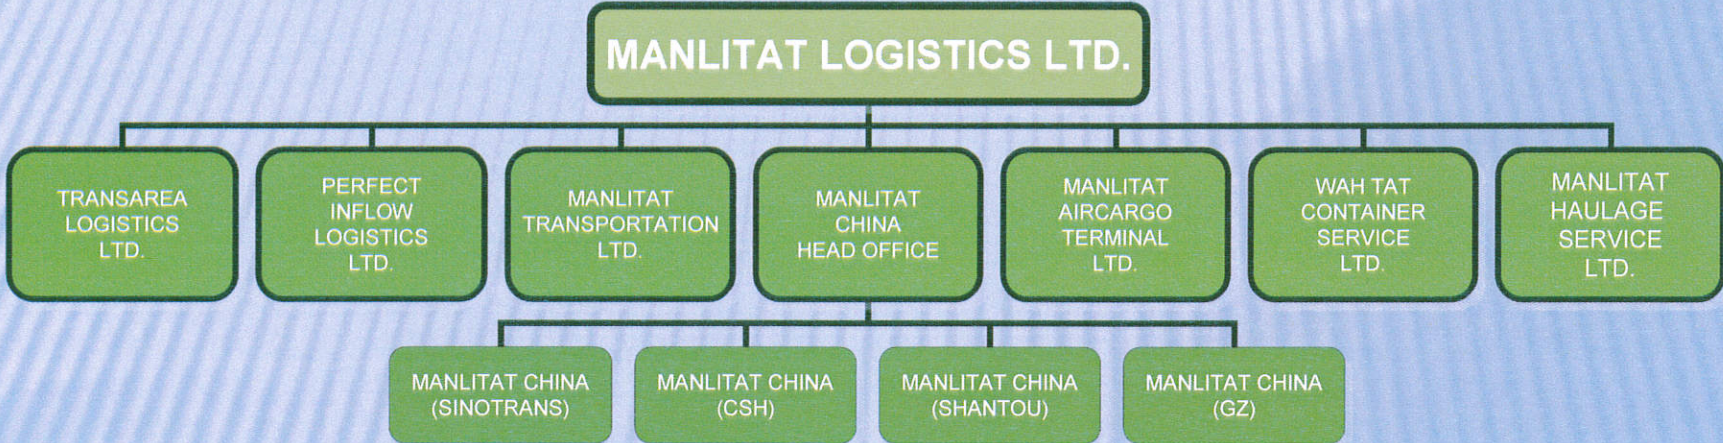 MANLITAT LOGISTICS LTD.
TRANSAREA
LOGISTICS
LTD.
PERFECT
INFLOW
LOGISTICS
LTD.
MANLITAT
TRANSPORTATION
LTD.
MANLITAT
CHINA
HEAD OFFICE
MANLITAT
AIRCARGO
TERMINAL
LTD.
WAH TAT
CONTAINER
SERVICE
LTD.
MANLITAT
HAULAGE
SERVICE
LTD.
MANLITAT CHINA
(SINOTRANS)
MANLITAT CHINA
(CSH)
MANLITAT CHINA
(SHANTOU)
MANLITAT CHINA
(GZ)